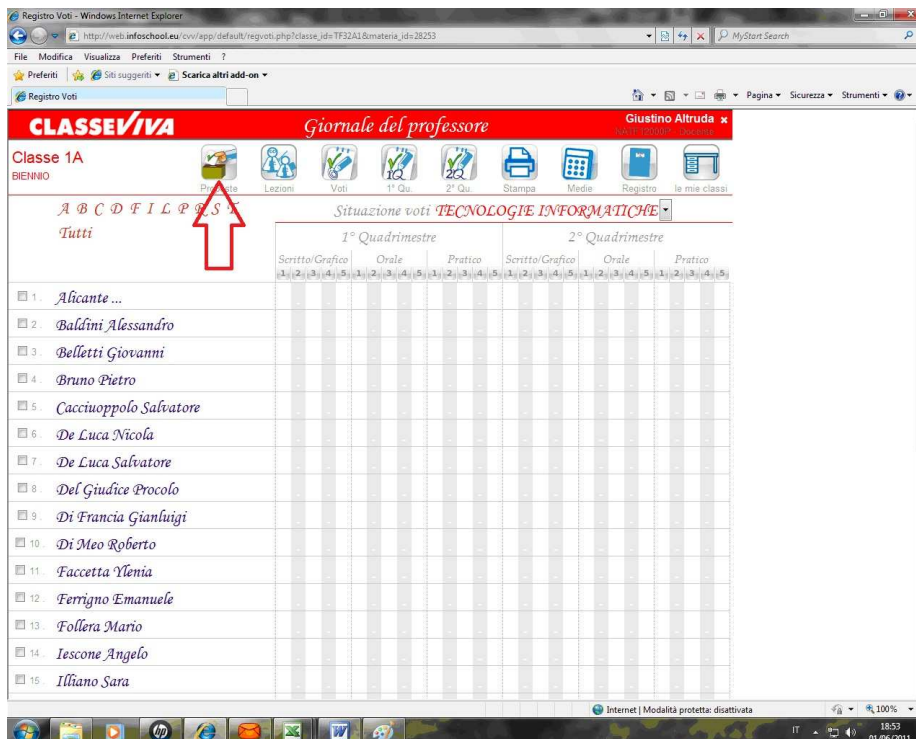 Registro Voti - Windows Internet Explorer
http://web.infoschool.eu/cvv/app/default/regvoti.php?classe_id=TF32A1&materia_id=28253
MyStart Search
File Modifica Visualizza Preferiti Strumenti ?
Preferiti Siti suggeriti Scarica altri add-on
Registro Voti Pagina Sicurezza Strumenti
CLASSEVIVA Giornale del professore Giustino Altruda x
Docente
Classe 1A
BIENNIO
Lezioni Voti 1° Qu. 2° Qu. Stampa Medie Registro le mie classi
A B C D F I L P R S T Situazione voti TECNOLOGIE INFORMATICHE
Tutti 1° Quadrimestre 2° Quadrimestre
Scritto/Grafico Orale Pratico Scritto/Grafico Orale Pratico
1 2 3 4 5 1 2 3 4 5 1 2 3 4 5 1 2 3 4 5 1 2 3 4 5 1 2 3 4 5
1. Alicante ...
2. Baldini Alessandro
3. Belletti Giovanni
4. Bruno Pietro
5. Cacciuoppolo Salvatore
6. De Luca Nicola
7. De Luca Salvatore
8. Del Giudice Procolo
9. Di Francia Gianluigi
10. Di Meo Roberto
11. Faccetta Ylenia
12. Ferrigno Emanuele
13. Follera Mario
14. Iescone Angelo
15. Illiano Sara
Internet | Modalità protetta: disattivata 100%
IT 18:53
01/06/2011